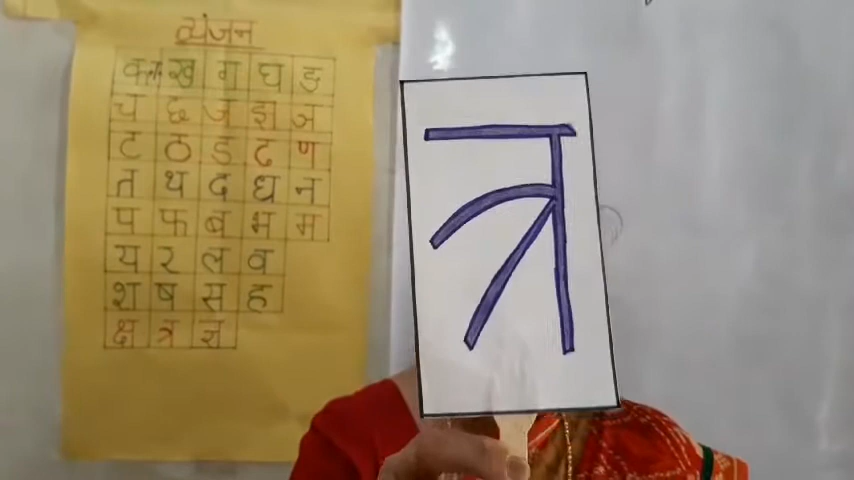 व्यंजन
क ख ग घ ङ
च छ ज झ ञ
ट ठ ड ढ ण
त थ द ध न
प फ ब भ म
य र ल व
श ष स ह
क्ष त्र ज्ञ
त्र